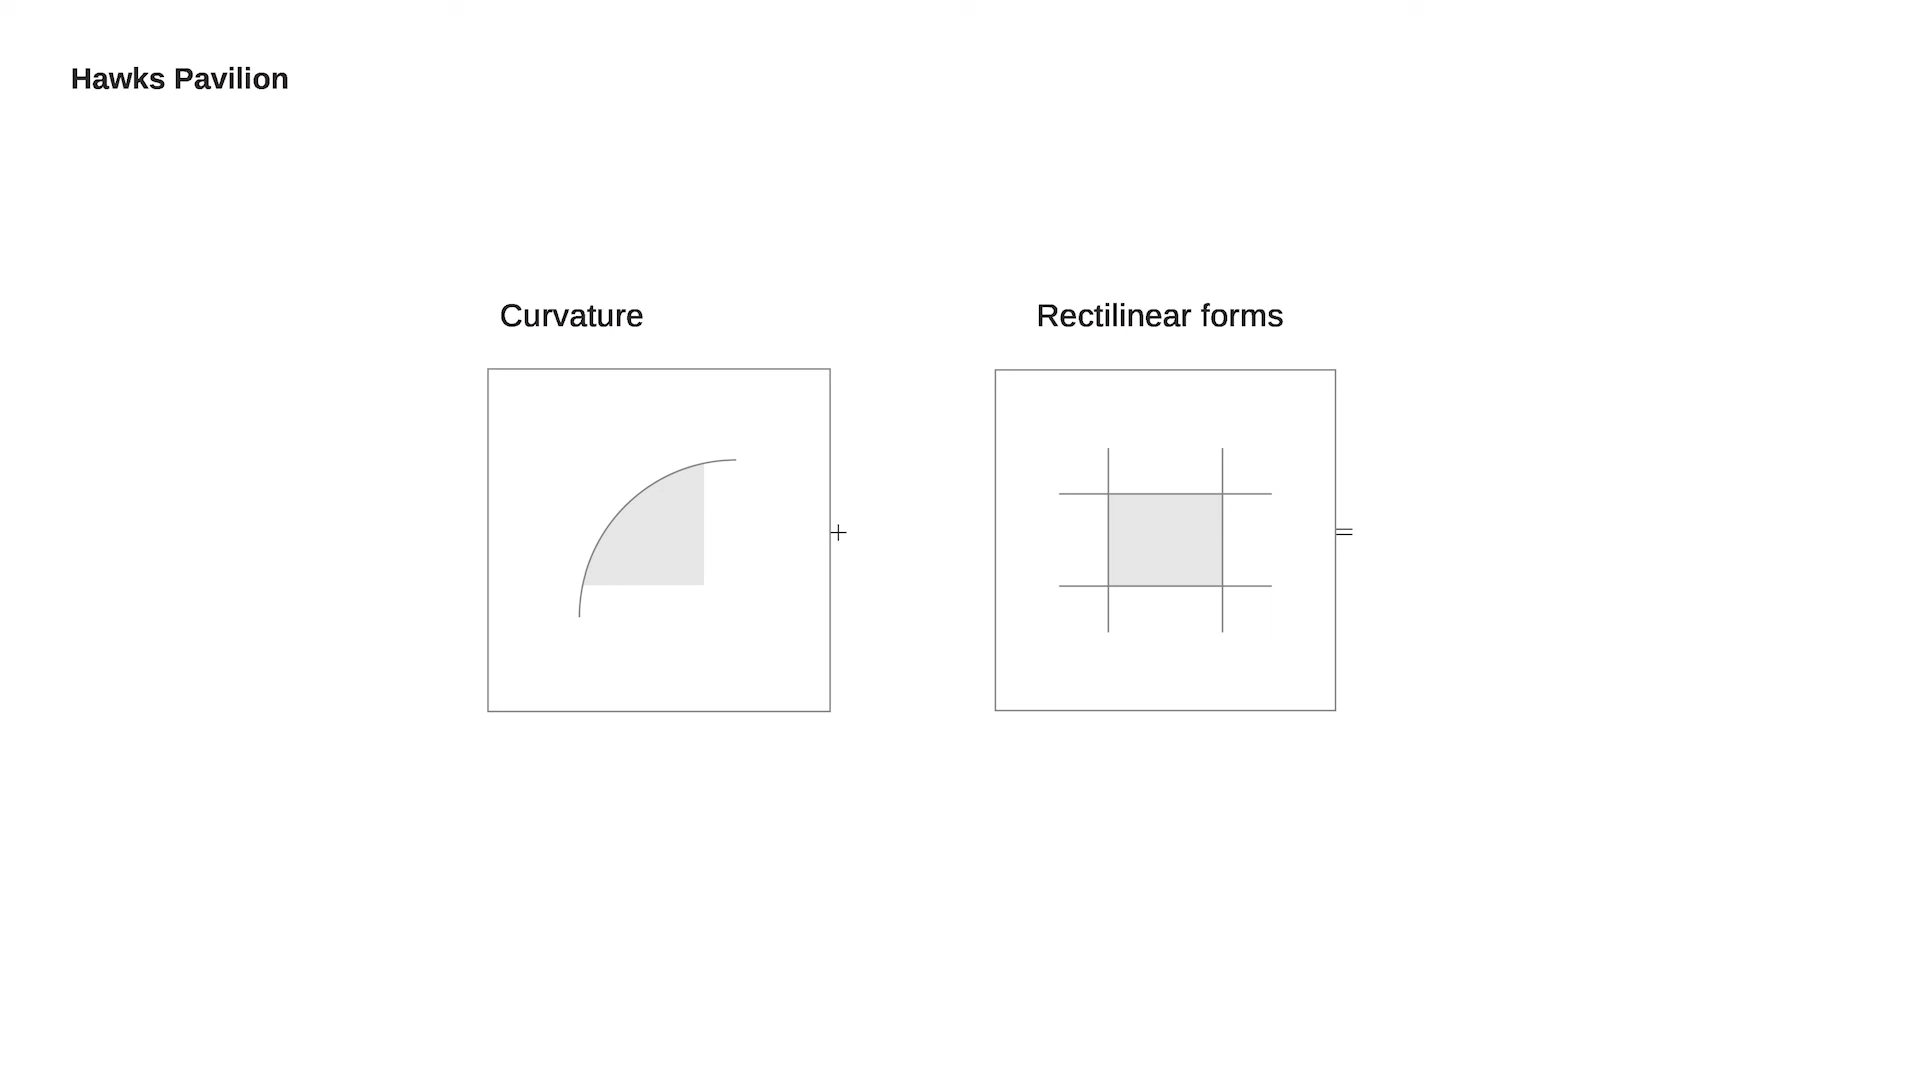 Hawks Pavilion
Curvature
Rectilinear forms
+
=